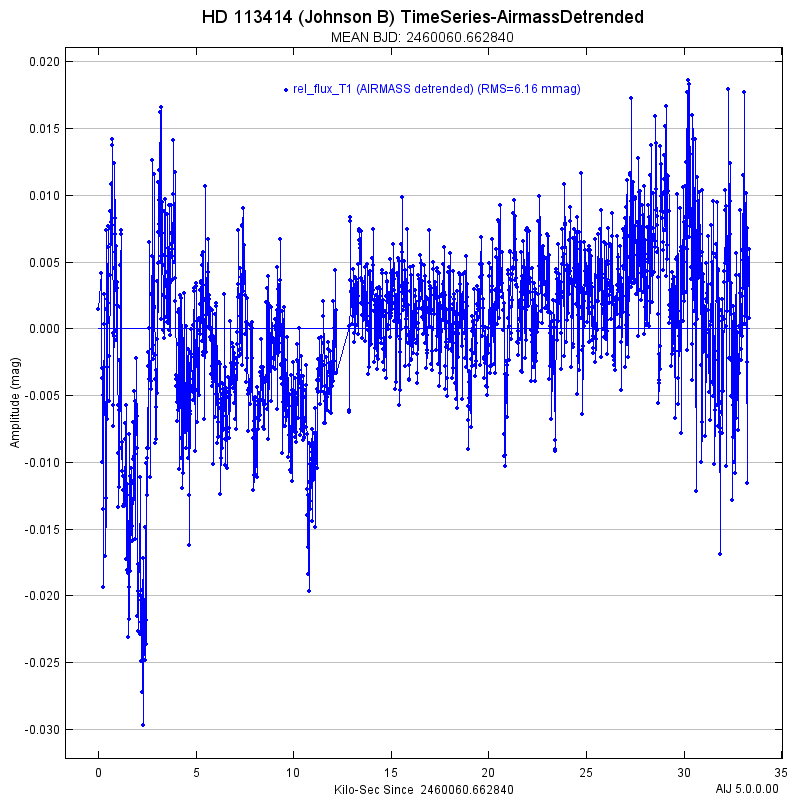 HD 113414 (Johnson B) TimeSeries-AirmassDetrended
MEAN BJD: 2460060.662840
rel_flux_T1 (AIRMASS detrended) (RMS=6.16 mmag)
0.020
0.015
0.010
0.005
0.000
-0.005
-0.010
-0.015
-0.020
-0.025
-0.030
Amplitude (mag)
0 5 10 15 20 25 30 35
Kilo-Sec Since 2460060.662840
AIJ 5.0.0.00